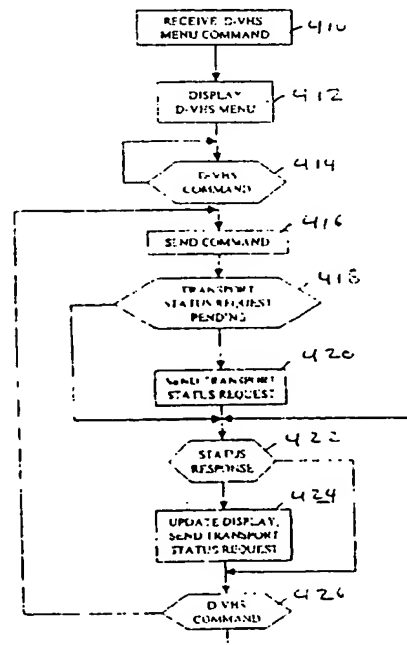 RECEIVE D-VHS
MENU COMMAND
410
DISPLAY
D-VHS MENU
412
D-VHS
COMMAND
414
SEND COMMAND
416
TRANSPORT
STATUS REQUEST
PENDING
418
SEND TRANSPORT
STATUS REQUEST
420
STATUS
RESPONSE
422
UPDATE DISPLAY,
SEND TRANSPORT
STATUS REQUEST
424
D-VHS
COMMAND
426